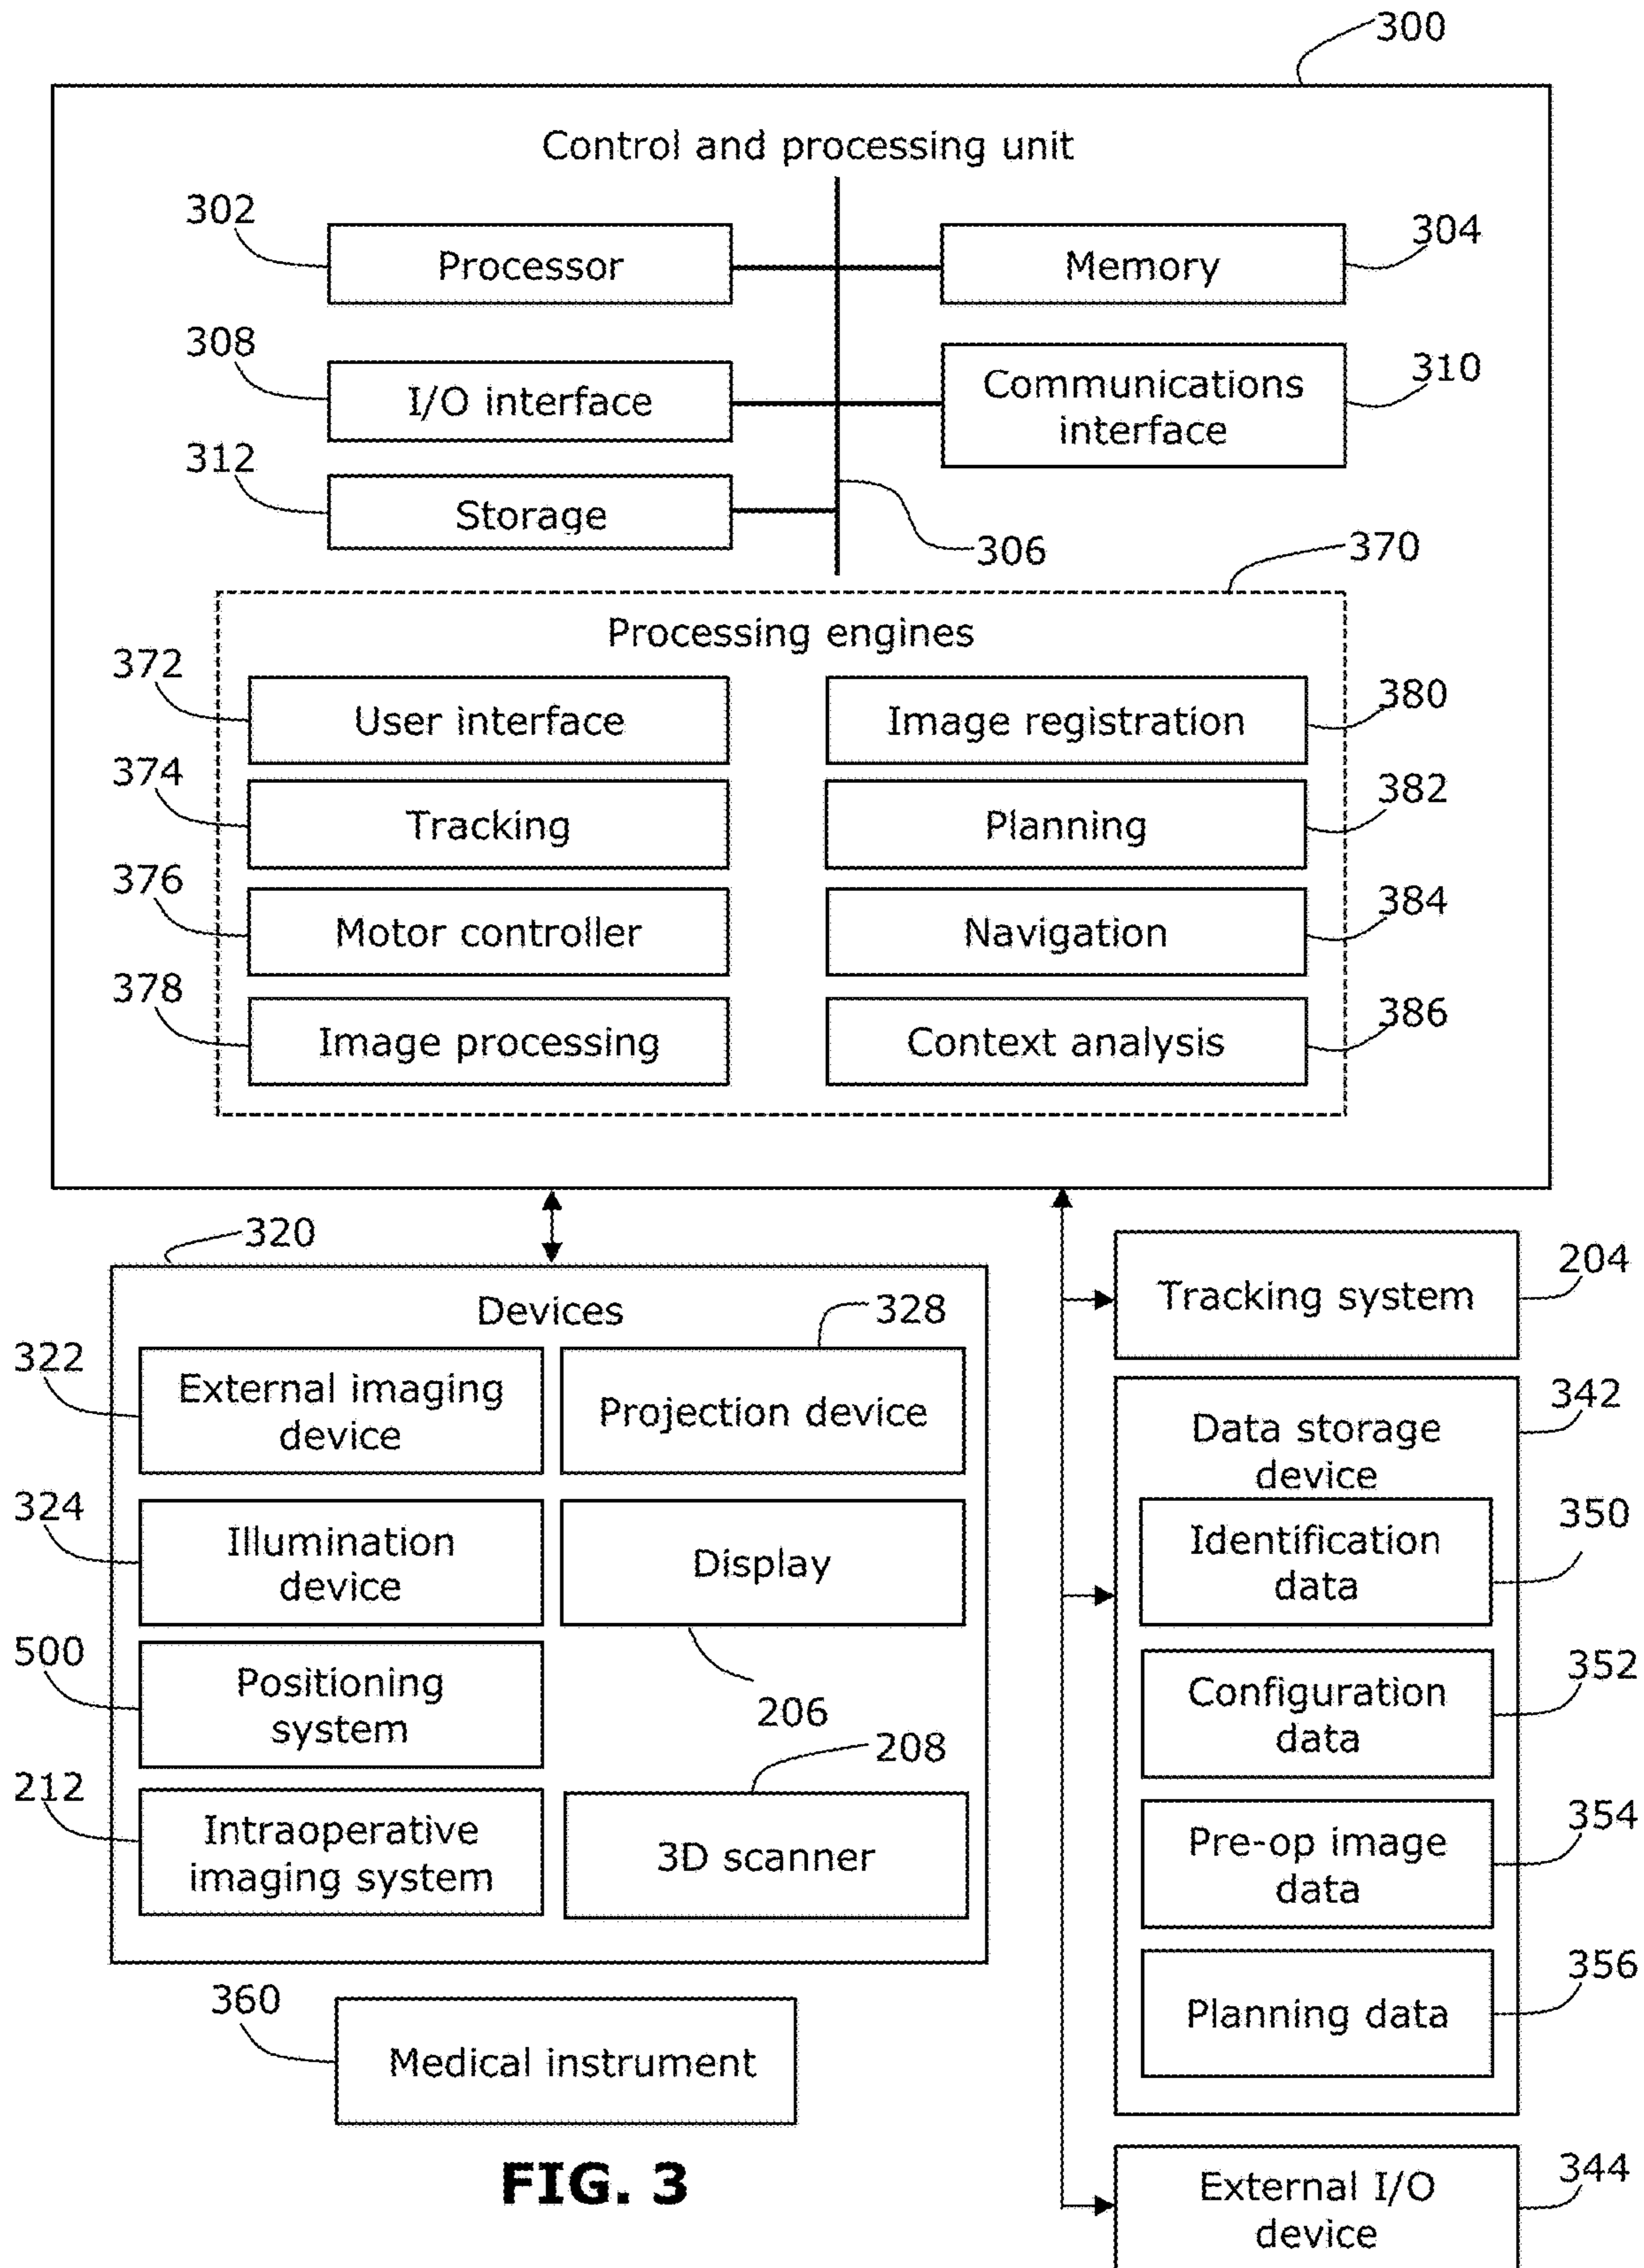 300
Control and processing unit
302
Processor
304
Memory
308
I/O interface
310
Communications
interface
312
Storage
306
370
Processing engines
372
User interface
380
Image registration
374
Tracking
382
Planning
376
Motor controller
384
Navigation
378
Image processing
386
Context analysis
320
Devices
328
322
External imaging
device
Projection device
324
Illumination
device
Display
500
Positioning
system
206
208
212
Intraoperative
imaging system
3D scanner
360
Medical instrument
204
Tracking system
342
Data storage
device
350
Identification
data
352
Configuration
data
354
Pre-op image
data
356
Planning data
344
External I/O
device
FIG. 3